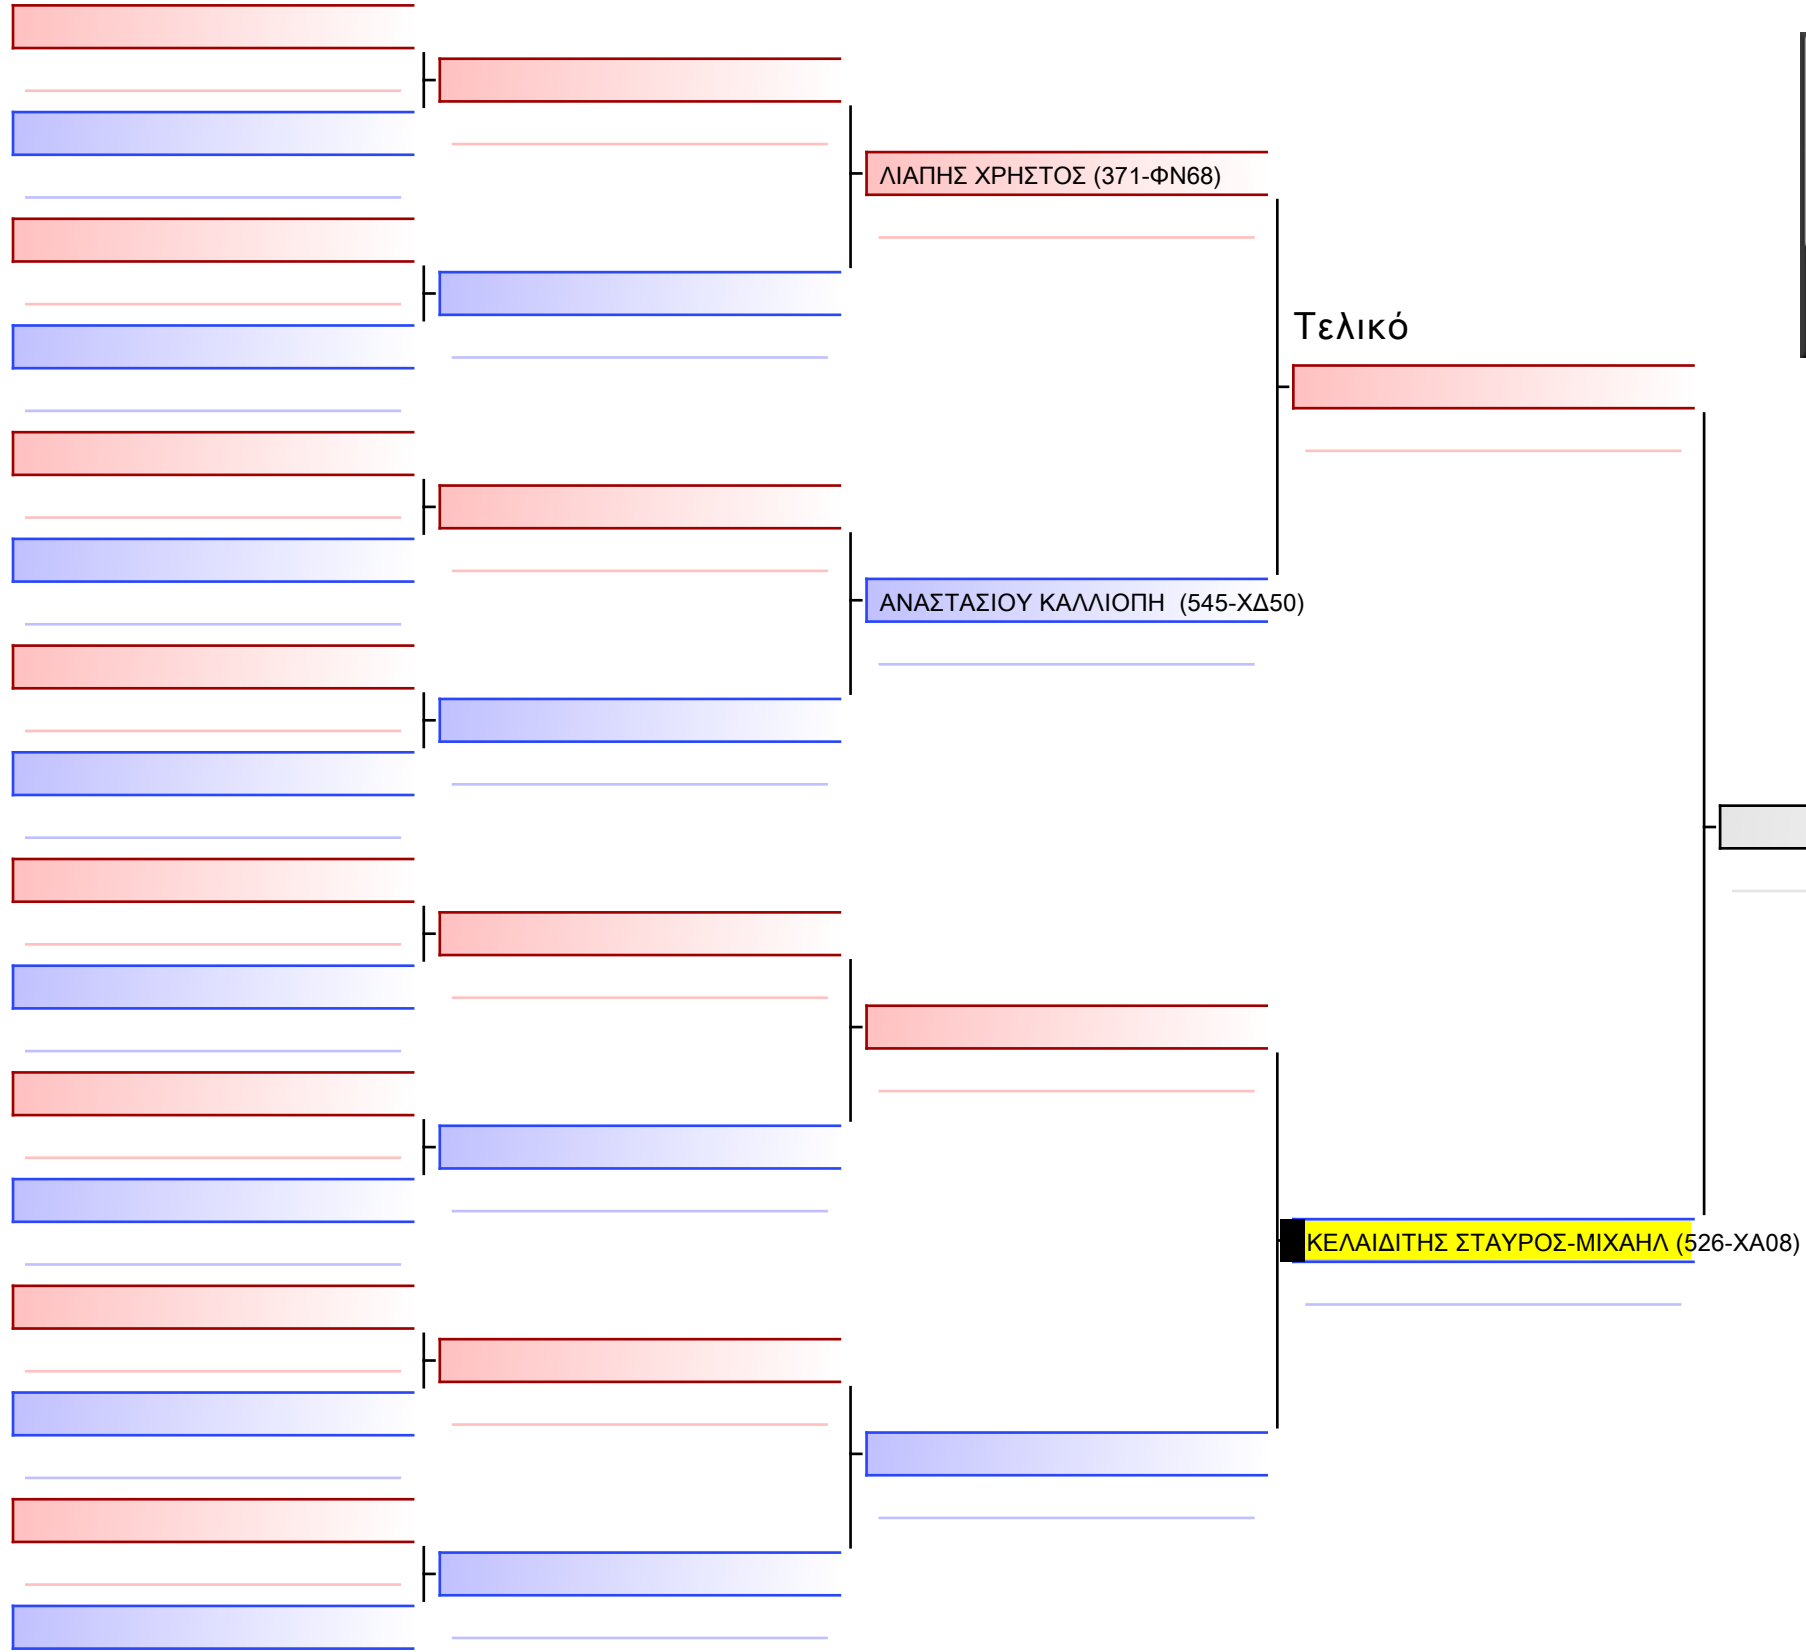 ΛΙΑΠΗΣ ΧΡΗΣΤΟΣ (371-ΦΝ68)
Τελικό
ΑΝΑΣΤΑΣΙΟΥ ΚΑΛΛΙΟΠΗ (545-ΧΔ50)
ΚΕΛΑΙΔΙΤΗΣ ΣΤΑΥΡΟΣ-ΜΙΧΑΗΛ (526-ΧΑ08)